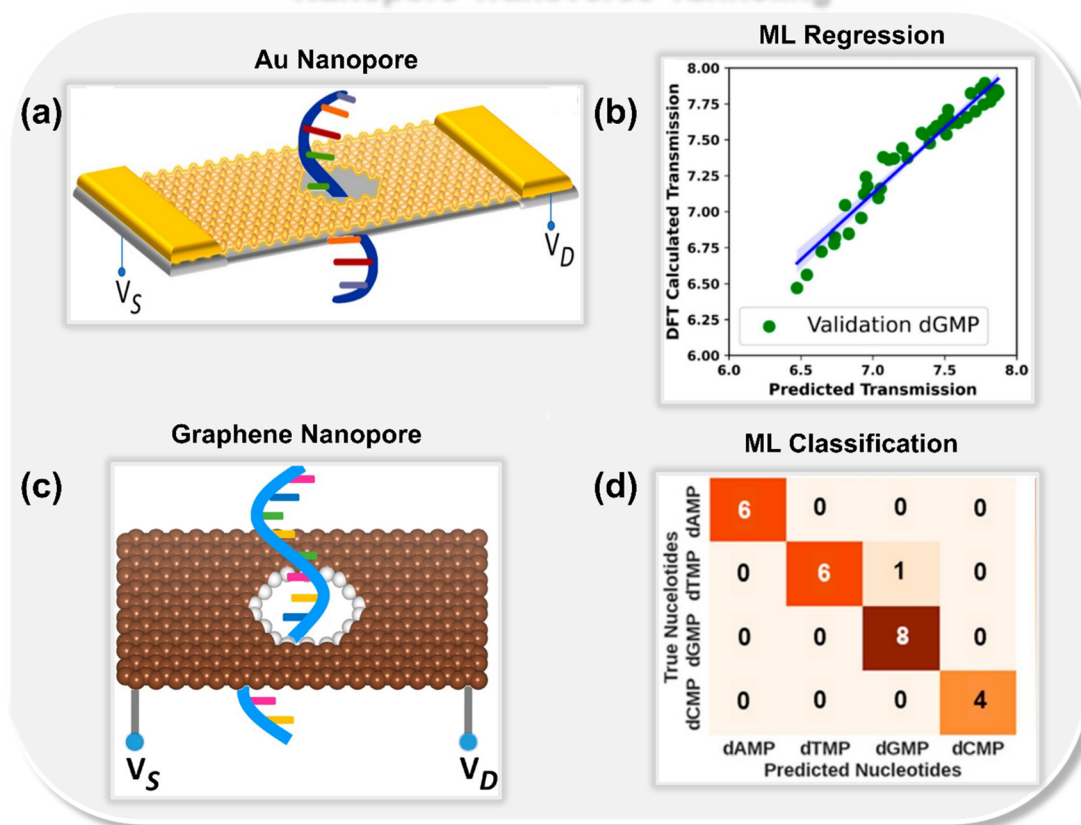 Nanopore Transverse Tunneling
Au Nanopore
ML Regression
(a)
V_S
V_D
(b)
8.00
7.75
7.50
7.25
7.00
6.75
6.50
6.25
6.00
DFT Calculated Transmission
Validation dGMP
6.0 6.5 7.0 7.5 8.0
Predicted Transmission
Graphene Nanopore
ML Classification
(c)
V_S
V_D
(d)
True Nucelotides
dAMP
dTMP
dGMP
dCMP
6 0 0 0
0 6 1 0
0 0 8 0
0 0 0 4
dAMP dTMP dGMP dCMP
Predicted Nucleotides